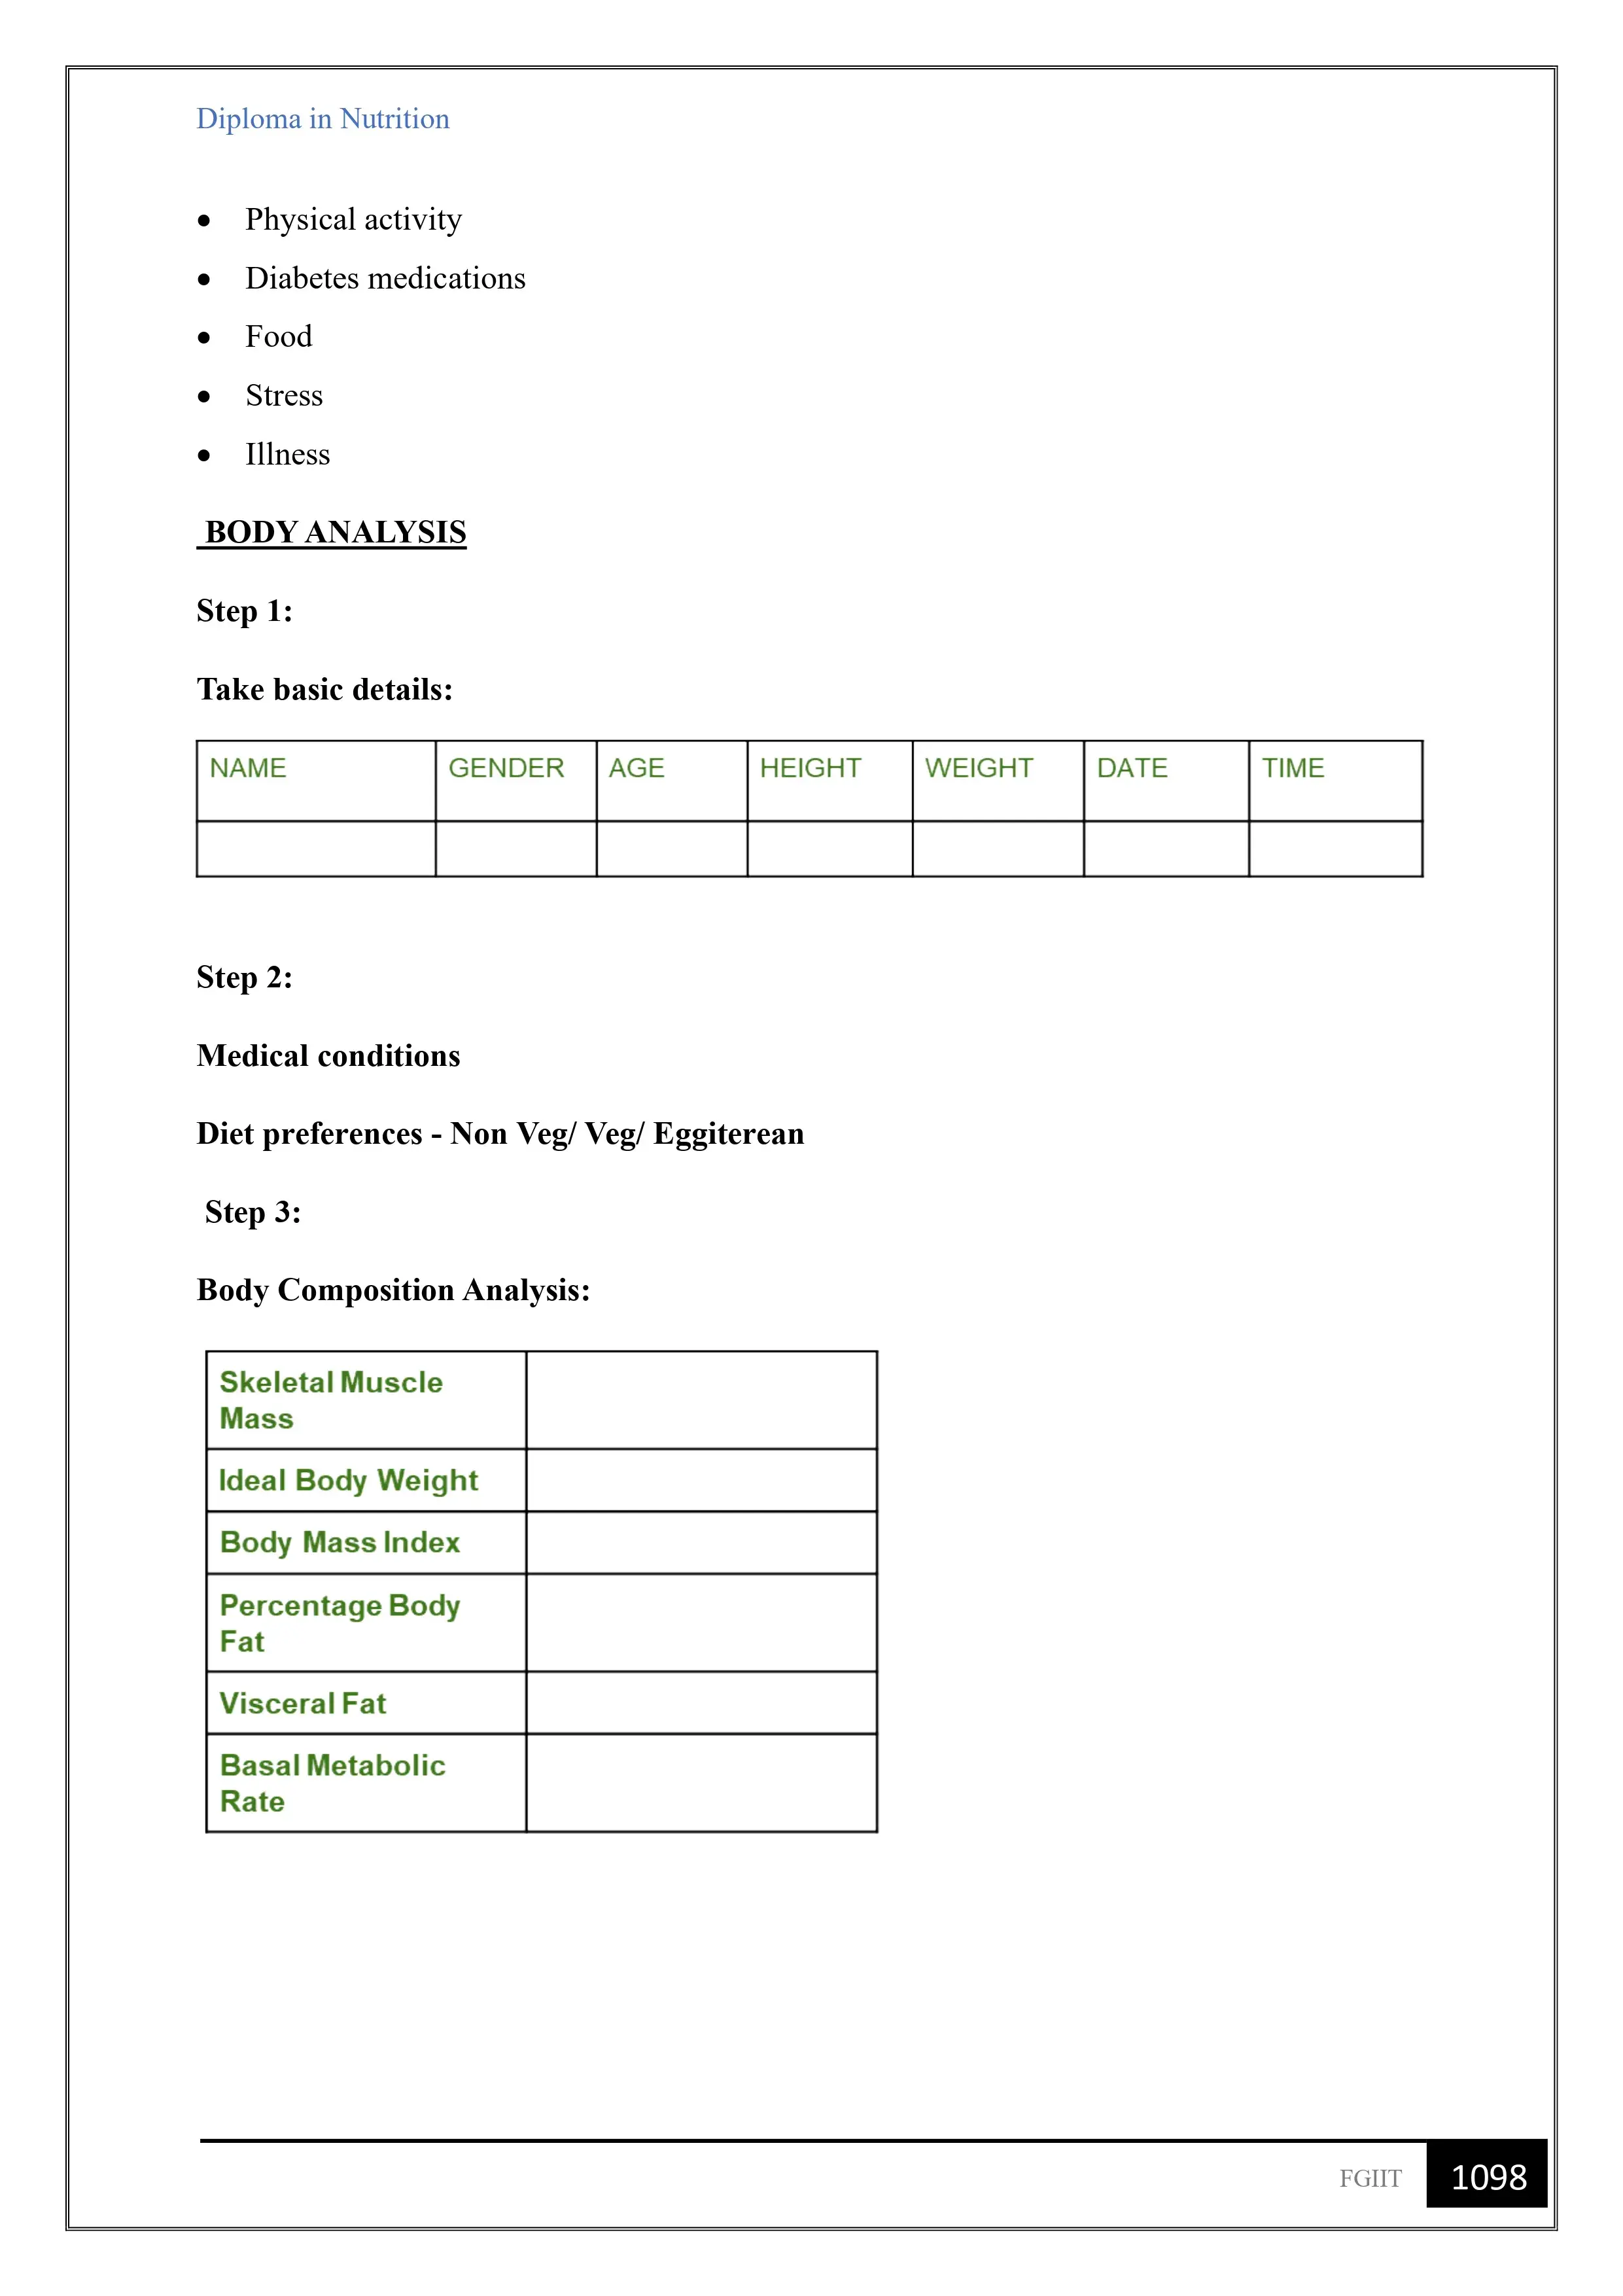 Diploma in Nutrition
• Physical activity
• Diabetes medications
• Food
• Stress
• Illness
BODY ANALYSIS
Step 1:
Take basic details:
NAME GENDER AGE HEIGHT WEIGHT DATE TIME
Step 2:
Medical conditions
Diet preferences - Non Veg/ Veg/ Eggiterean
Step 3:
Body Composition Analysis:
Skeletal Muscle
Mass
Ideal Body Weight
Body Mass Index
Percentage Body
Fat
Visceral Fat
Basal Metabolic
Rate
FGIIT 1098